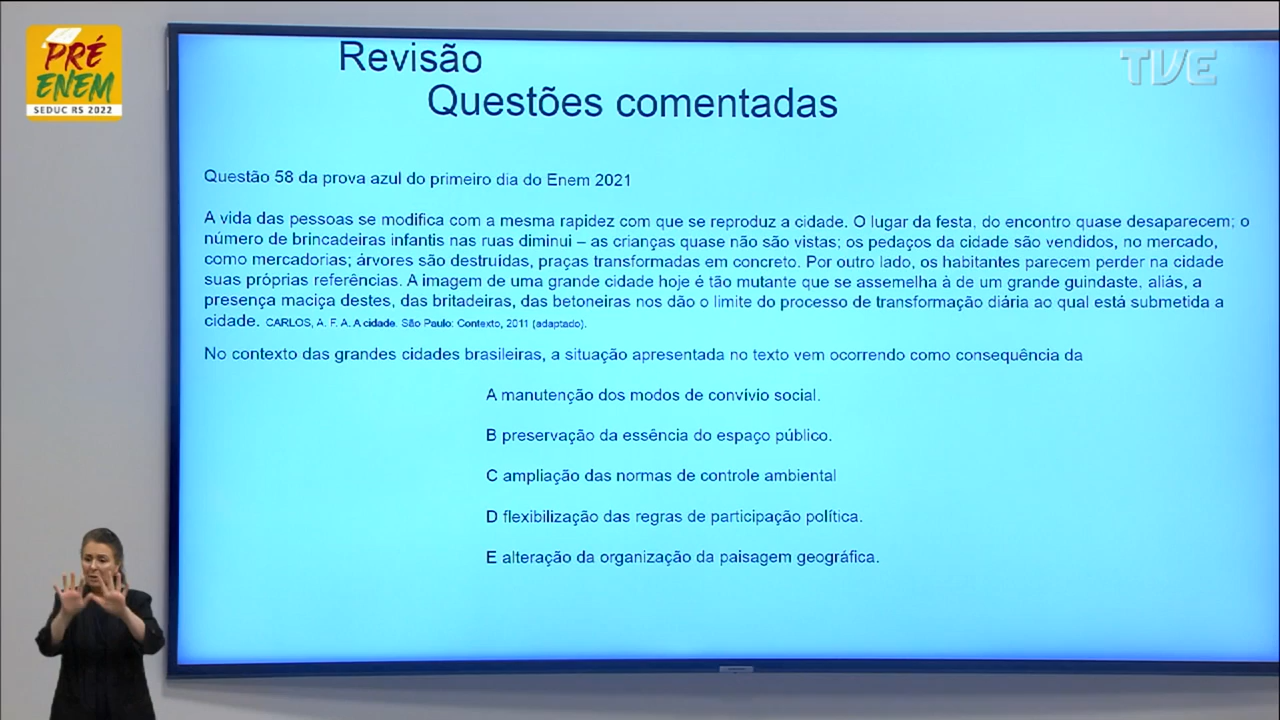 PRÉ
ENEM
SEDUC RS 2022
TVE
Revisão
Questões comentadas
Questão 58 da prova azul do primeiro dia do Enem 2021
A vida das pessoas se modifica com a mesma rapidez com que se reproduz a cidade. O lugar da festa, do encontro quase desaparecem; o
número de brincadeiras infantis nas ruas diminui – as crianças quase não são vistas; os pedaços da cidade são vendidos, no mercado,
como mercadorias; árvores são destruídas, praças transformadas em concreto. Por outro lado, os habitantes parecem perder na cidade
suas próprias referências. A imagem de uma grande cidade hoje é tão mutante que se assemelha à de um grande guindaste, aliás, a
presença maciça destes, das britadeiras, das betoneiras nos dão o limite do processo de transformação diária ao qual está submetida a
cidade. CARLOS, A. F. A. A cidade. São Paulo: Contexto, 2011 (adaptado).
No contexto das grandes cidades brasileiras, a situação apresentada no texto vem ocorrendo como consequência da
A manutenção dos modos de convívio social.
B preservação da essência do espaço público.
C ampliação das normas de controle ambiental
D flexibilização das regras de participação política.
E alteração da organização da paisagem geográfica.